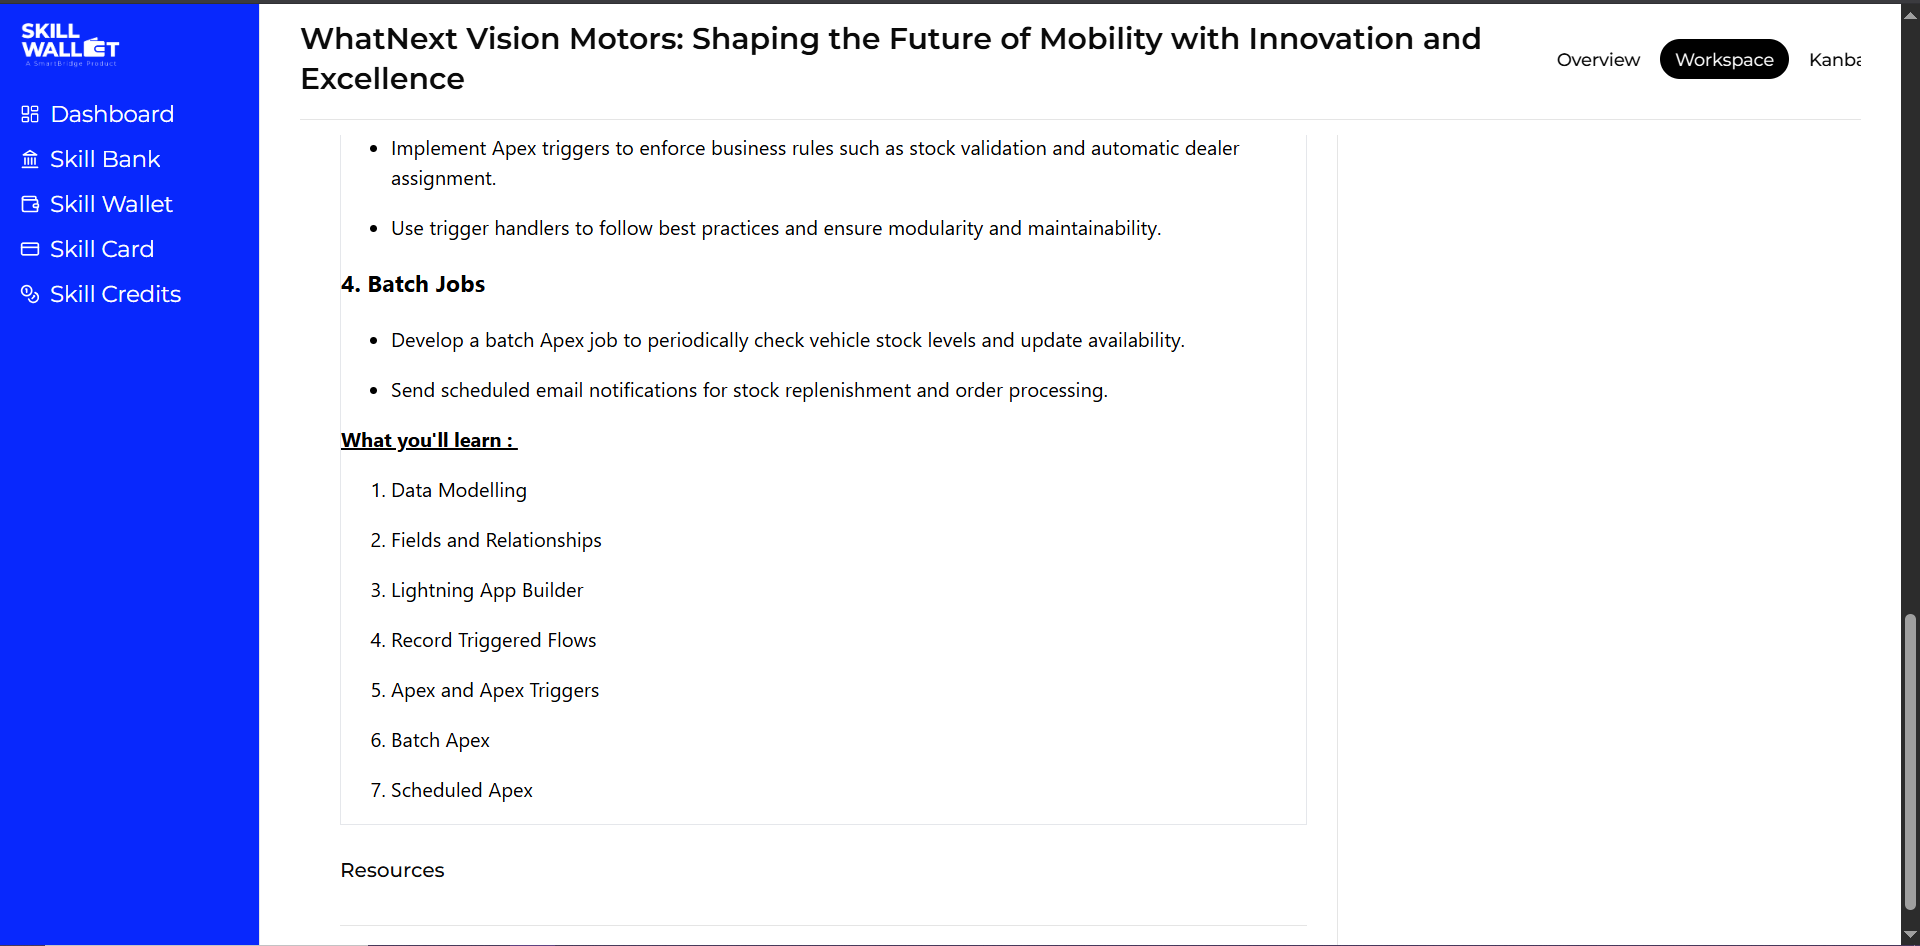 SKILL
WALLET
A SmartBridge Product
Dashboard
Skill Bank
Skill Wallet
Skill Card
Skill Credits
WhatNext Vision Motors: Shaping the Future of Mobility with Innovation and
Excellence
Overview
Workspace
Kanba
• Implement Apex triggers to enforce business rules such as stock validation and automatic dealer
assignment.
• Use trigger handlers to follow best practices and ensure modularity and maintainability.
4. Batch Jobs
• Develop a batch Apex job to periodically check vehicle stock levels and update availability.
• Send scheduled email notifications for stock replenishment and order processing.
What you'll learn :
1. Data Modelling
2. Fields and Relationships
3. Lightning App Builder
4. Record Triggered Flows
5. Apex and Apex Triggers
6. Batch Apex
7. Scheduled Apex
Resources